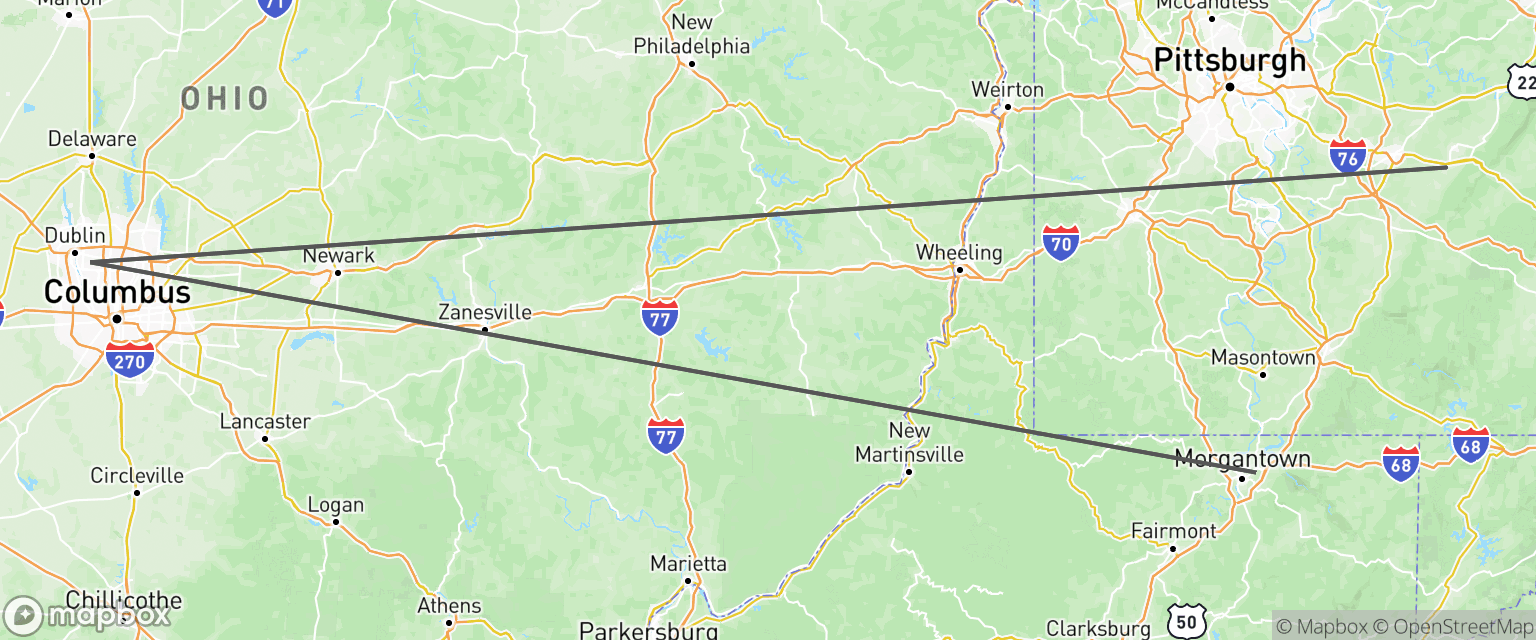 Marion
71
New
Philadelphia
McCandless
Pittsburgh
OHIO
Weirton
22
Delaware
76
Dublin
Newark
Wheeling
70
Columbus
Zanesville
77
270
Masontown
Lancaster
77
New
Martinsville
Morgantown
68
68
Circleville
Logan
Fairmont
Marietta
Chillicothe
Athens
Parkersburg
Clarksburg
50
mapbox
© Mapbox © OpenStreetMap